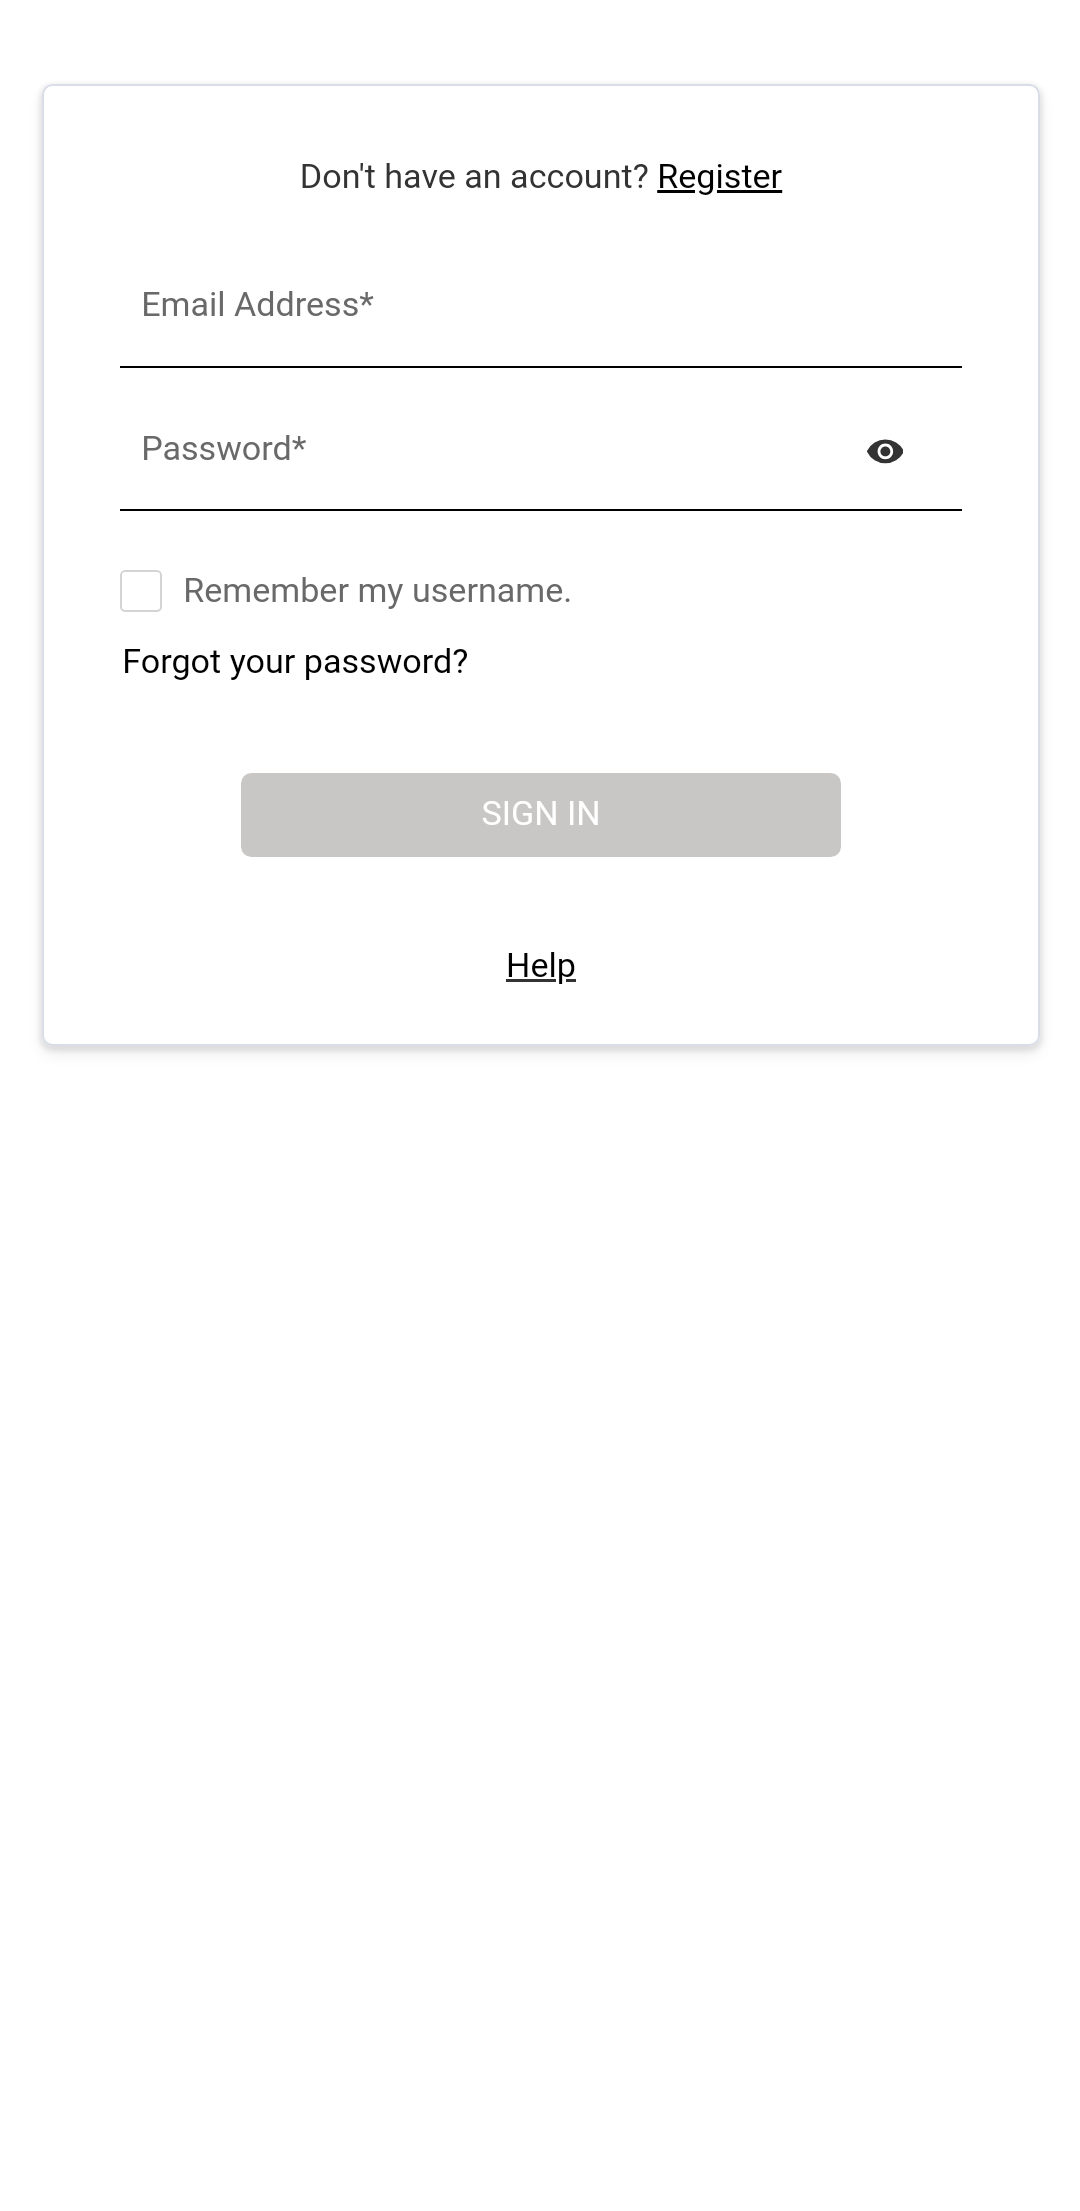 Don't have an account? Register
Email Address*
Password*
Remember my username.
Forgot your password?
SIGN IN
Help